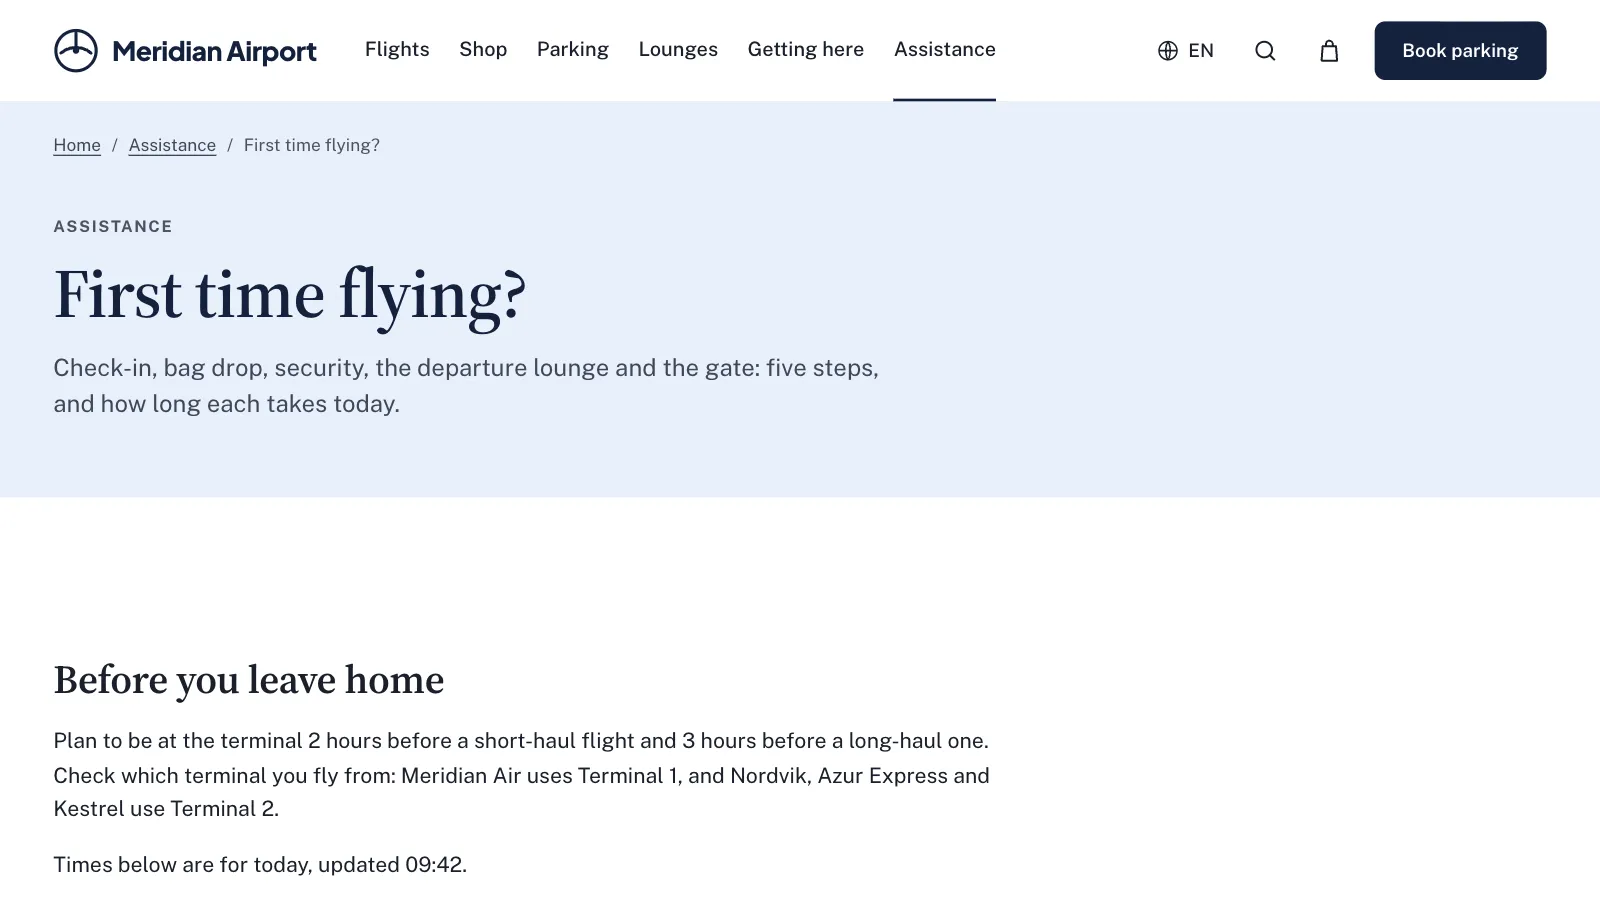 Meridian Airport
Flights
Shop
Parking
Lounges
Getting here
Assistance
EN
Book parking
Home / Assistance / First time flying?
ASSISTANCE
First time flying?
Check-in, bag drop, security, the departure lounge and the gate: five steps,
and how long each takes today.
Before you leave home
Plan to be at the terminal 2 hours before a short-haul flight and 3 hours before a long-haul one.
Check which terminal you fly from: Meridian Air uses Terminal 1, and Nordvik, Azur Express and
Kestrel use Terminal 2.
Times below are for today, updated 09:42.